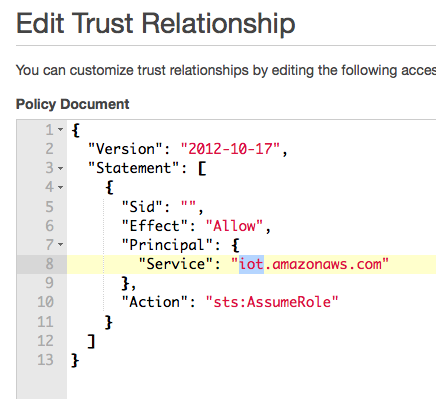 Edit Trust Relationship
You can customize trust relationships by editing the following acces
Policy Document
1 {
2 "Version": "2012-10-17",
3 "Statement": [
4 {
5 "Sid": "",
6 "Effect": "Allow",
7 "Principal": {
8 "Service": "iot.amazonaws.com"
9 },
10 "Action": "sts:AssumeRole"
11 }
12 ]
13 }